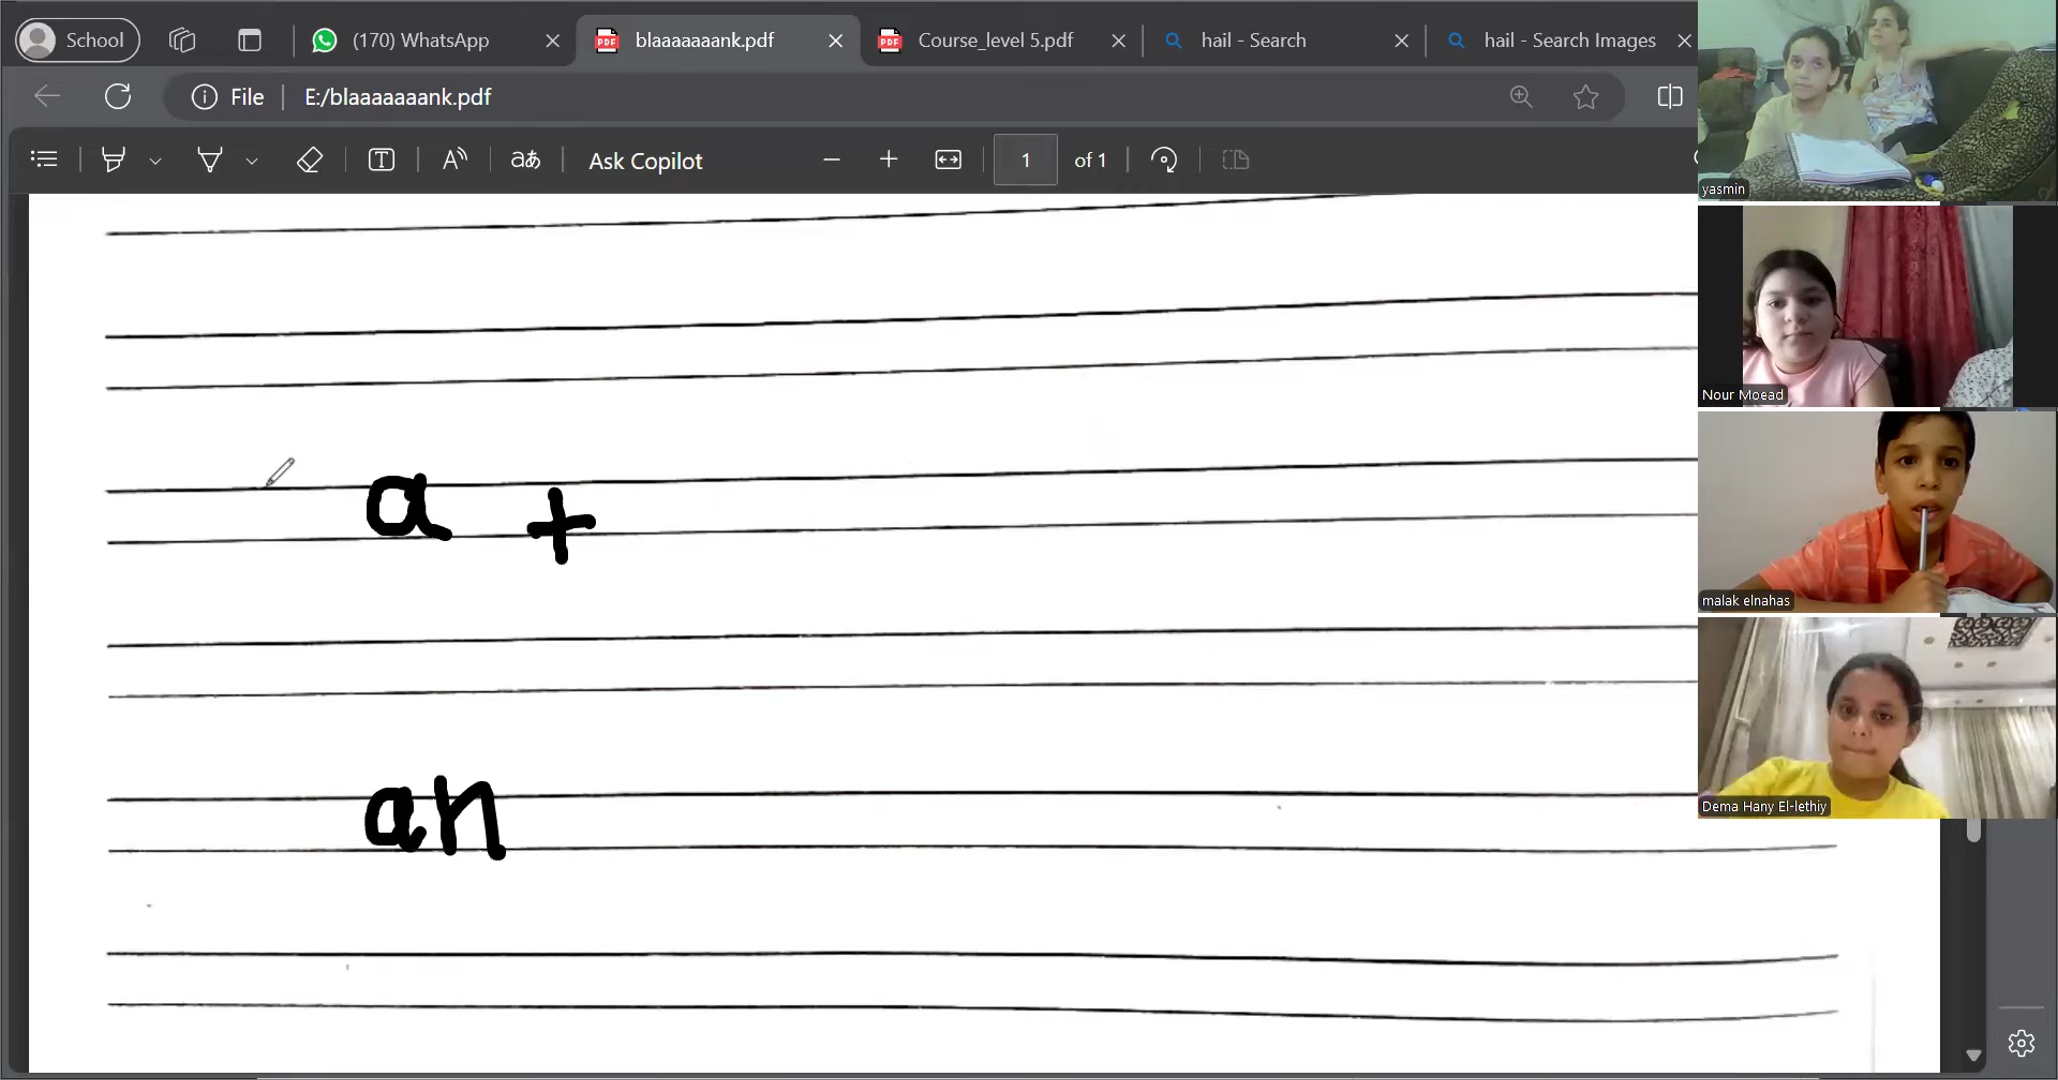 School
(170) WhatsApp
blaaaaaaank.pdf
Course_level 5.pdf
hail - Search
hail - Search Images
File
E:/blaaaaaaank.pdf
Ask Copilot
1
of 1
a +
an
yasmin
Nour Moead
malak elnahas
Dema Hany El-lethiy